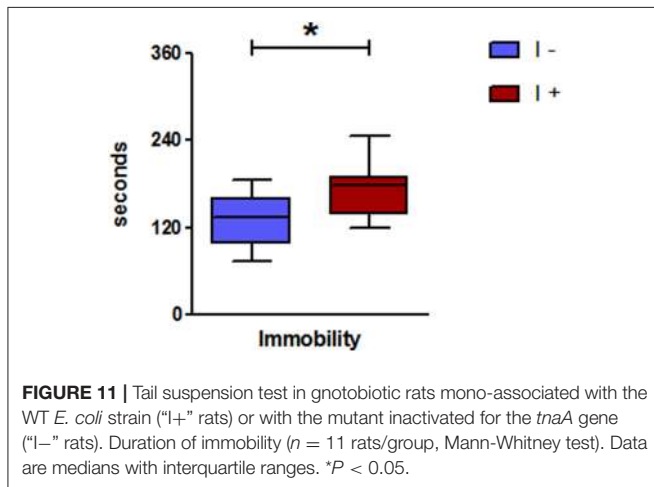 *
360
240
120
0
seconds
Immobility
I -
I +
FIGURE 11 | Tail suspension test in gnotobiotic rats mono-associated with the
WT E. coli strain (“I+” rats) or with the mutant inactivated for the tnaA gene
(“I−” rats). Duration of immobility (n = 11 rats/group, Mann-Whitney test). Data
are medians with interquartile ranges. *P < 0.05.